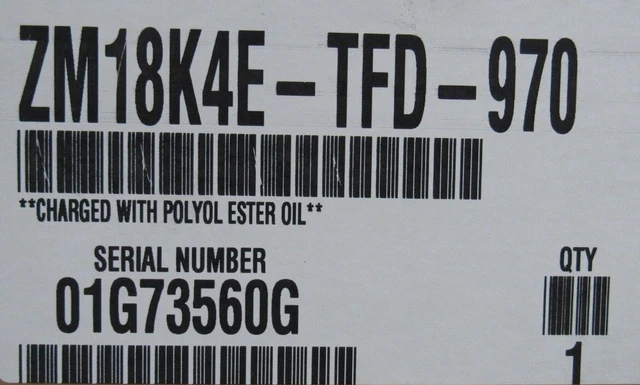 ZM18K4E-TFD-970
**CHARGED WITH POLYOL ESTER OIL**
SERIAL NUMBER
01G73560G
QTY
1